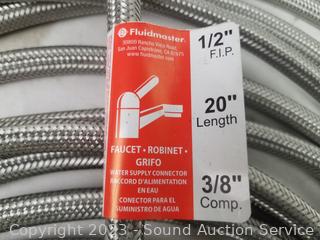 Fluidmaster
30800 Rancho Viejo Road,
San Juan Capistrano, CA 92675
www.fluidmaster.com
FAUCET • ROBINET •
GRIFO
WATER SUPPLY CONNECTOR
RACCORD D'ALIMENTATION
EN EAU
CONECTOR PARA EL
SUMINISTRO DE AGUA
1/2"
F.I.P.
20"
Length
3/8"
Comp.
Copyright 2023 - Sound Auction Service